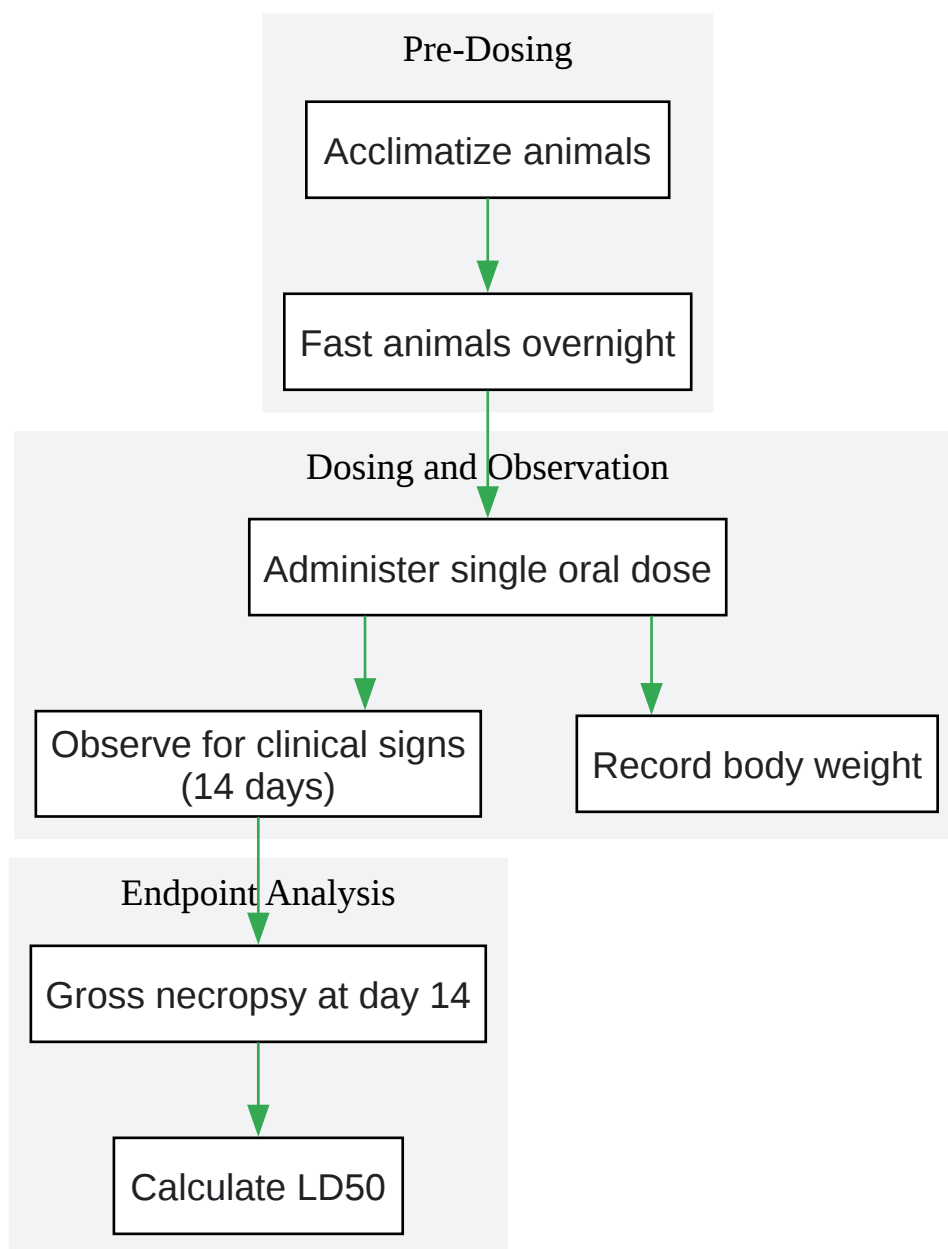 Pre-Dosing
Acclimatize animals
Fast animals overnight
Dosing and Observation
Administer single oral dose
Observe for clinical signs
(14 days)
Record body weight
Endpoint Analysis
Gross necropsy at day 14
Calculate LD50